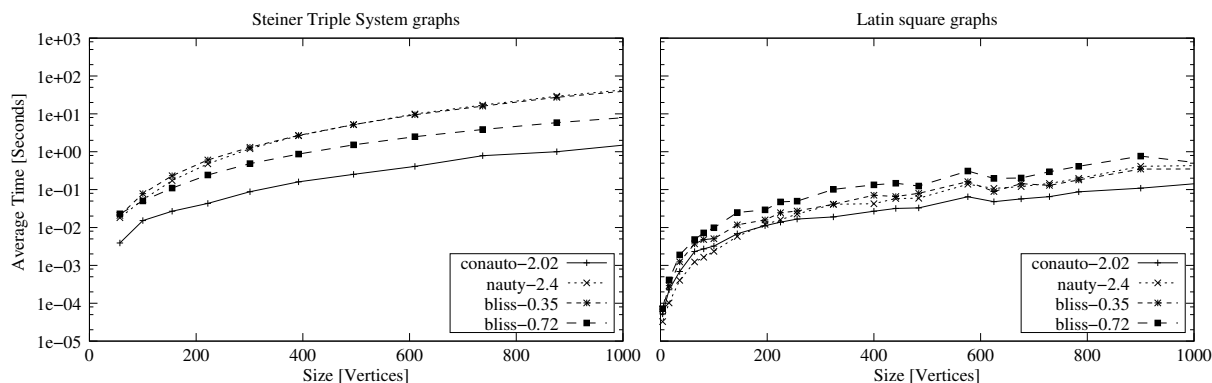 Steiner Triple System graphs
Average Time [Seconds]
1e+03
1e+02
1e+01
1e+00
1e-01
1e-02
1e-03
1e-04
1e-05
conauto-2.02
nauty-2.4
bliss-0.35
bliss-0.72
0 200 400 600 800 1000
Size [Vertices]
Latin square graphs
conauto-2.02
nauty-2.4
bliss-0.35
bliss-0.72
0 200 400 600 800 1000
Size [Vertices]